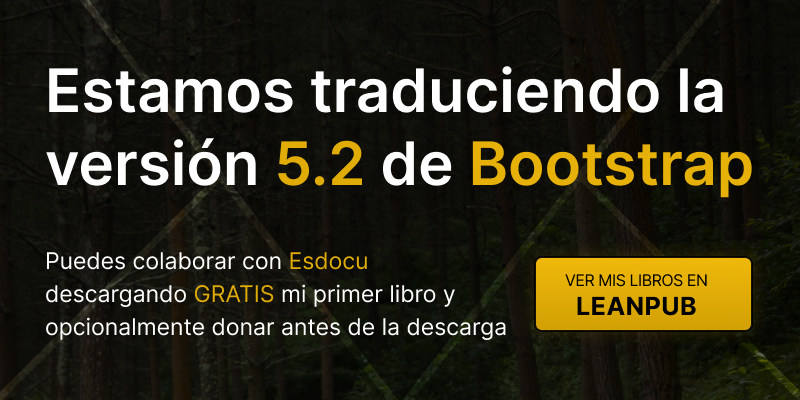 Estamos traduciendo la
versión 5.2 de Bootstrap
Puedes colaborar con Esdocu
descargando GRATIS mi primer libro y
opcionalmente donar antes de la descarga
VER MIS LIBROS EN
LEANPUB